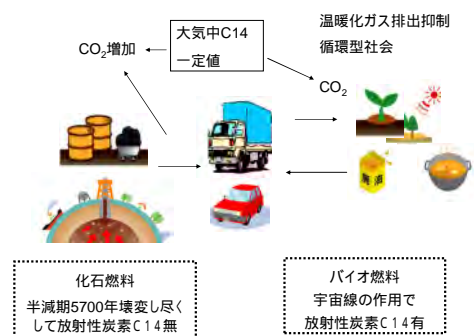 温暖化ガス排出抑制
循環型社会
大気中C14
一定値
CO₂増加
CO₂
廃油
化石燃料
半減期5700年壊変し尽く
して放射性炭素C14無
バイオ燃料
宇宙線の作用で
放射性炭素C14有